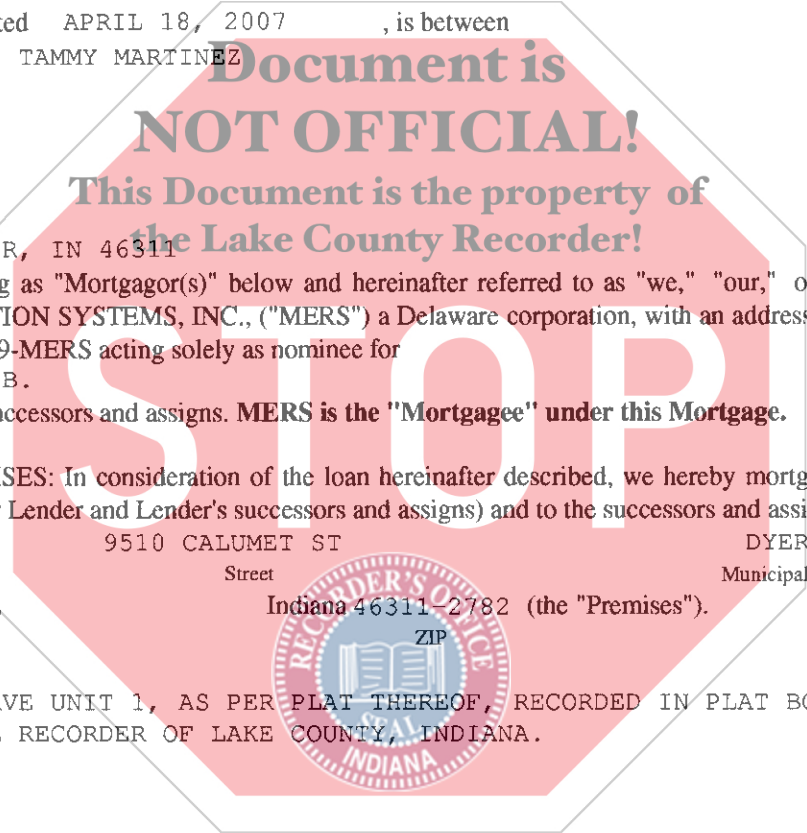 ted APRIL 18, 2007 , is between
TAMMY MARTINEZ
Document is
NOT OFFICIAL!
This Document is the property of
the Lake County Recorder!
R, IN 46311
g as "Mortgagor(s)" below and hereinafter referred to as "we," "our," o
TION SYSTEMS, INC., ("MERS") a Delaware corporation, with an address
9-MERS acting solely as nominee for
B.
uccessors and assigns. MERS is the "Mortgagee" under this Mortgage.
STOP
ISES: In consideration of the loan hereinafter described, we hereby mortg
r Lender and Lender's successors and assigns) and to the successors and assi
9510 CALUMET ST DYER
Street Municipal
Indiana 46311-2782 (the "Premises").
ZIP
RECORDER'S OFFICE
SEAL
INDIANA
AVE UNIT 1, AS PER PLAT THEREOF, RECORDED IN PLAT BO
RECORDER OF LAKE COUNTY, INDIANA.